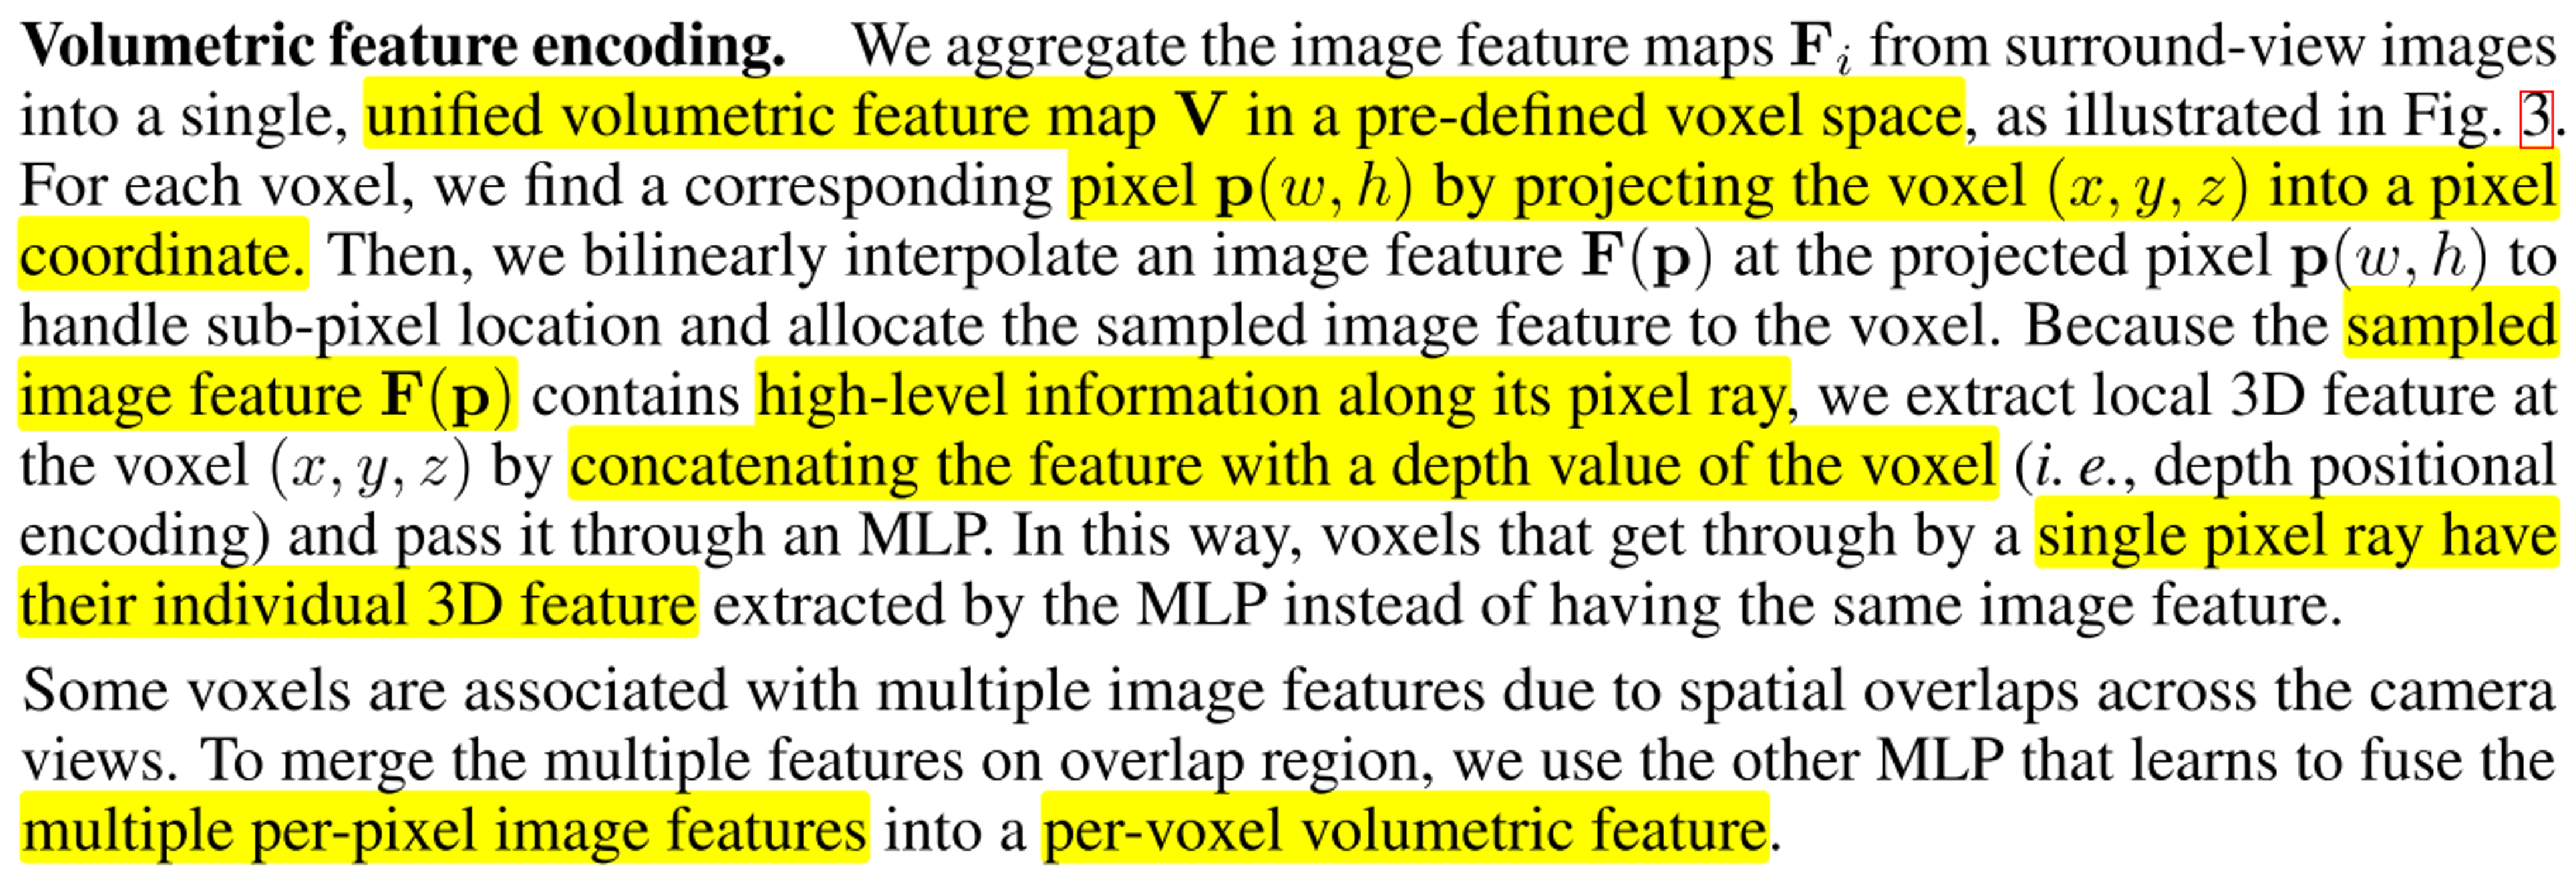 Volumetric feature encoding. We aggregate the image feature maps F_i from surround-view images
into a single, unified volumetric feature map V in a pre-defined voxel space, as illustrated in Fig. 3.
For each voxel, we find a corresponding pixel p(w, h) by projecting the voxel (x, y, z) into a pixel
coordinate. Then, we bilinearly interpolate an image feature F(p) at the projected pixel p(w, h) to
handle sub-pixel location and allocate the sampled image feature to the voxel. Because the sampled
image feature F(p) contains high-level information along its pixel ray, we extract local 3D feature at
the voxel (x, y, z) by concatenating the feature with a depth value of the voxel (i. e., depth positional
encoding) and pass it through an MLP. In this way, voxels that get through by a single pixel ray have
their individual 3D feature extracted by the MLP instead of having the same image feature.
Some voxels are associated with multiple image features due to spatial overlaps across the camera
views. To merge the multiple features on overlap region, we use the other MLP that learns to fuse the
multiple per-pixel image features into a per-voxel volumetric feature.